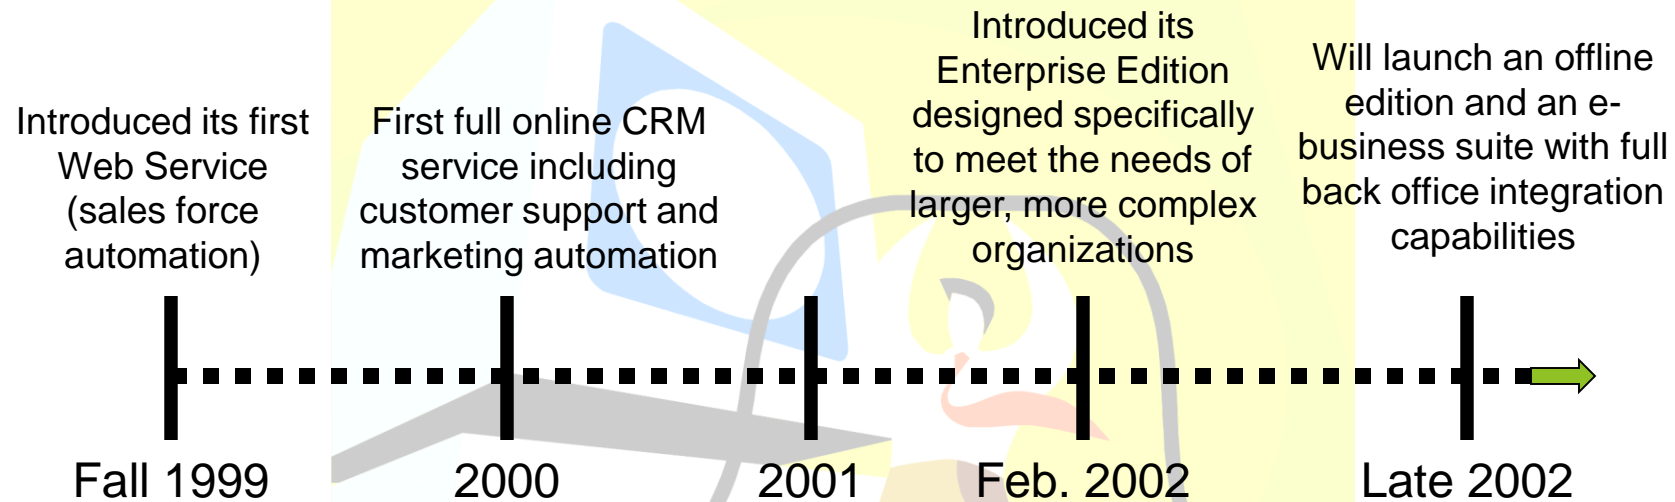 Introduced its first
Web Service
(sales force
automation)
First full online CRM
service including
customer support and
marketing automation
Introduced its
Enterprise Edition
designed specifically
to meet the needs of
larger, more complex
organizations
Will launch an offline
edition and an e-
business suite with full
back office integration
capabilities
Fall 1999
2000
2001
Feb. 2002
Late 2002